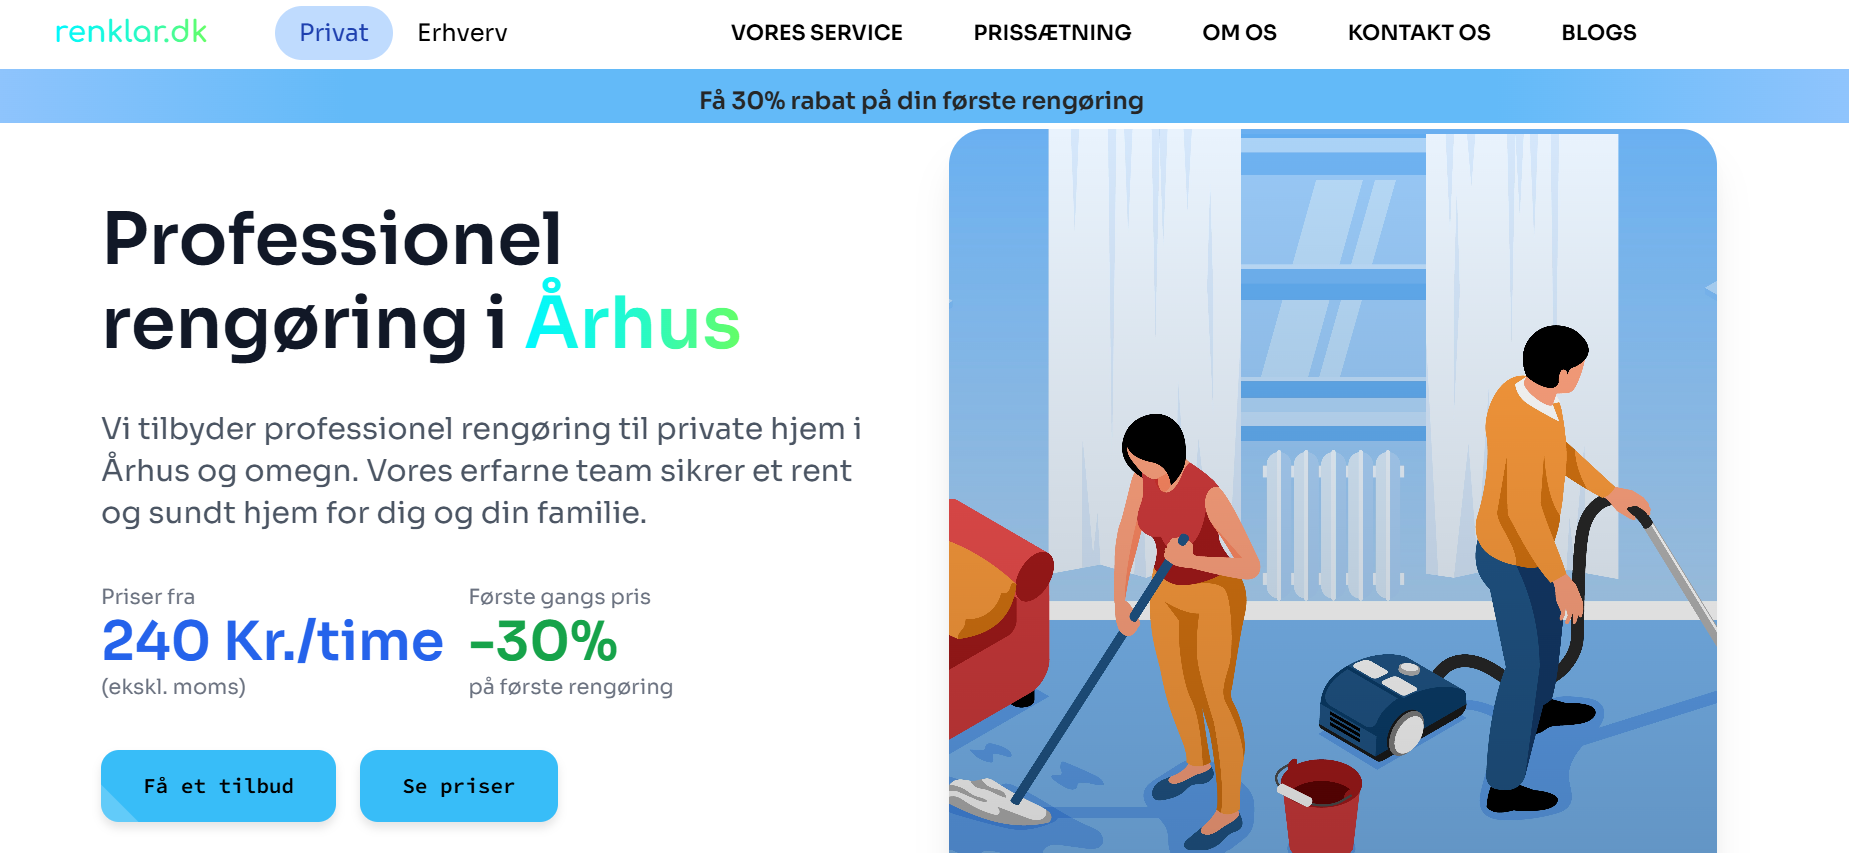 renklar.dk
Privat
Erhverv
VORES SERVICE
PRISSÆTNING
OM OS
KONTAKT OS
BLOGS
Få 30% rabat på din første rengøring
Professionel
rengøring i Århus
Vi tilbyder professionel rengøring til private hjem i
Århus og omegn. Vores erfarne team sikrer et rent
og sundt hjem for dig og din familie.
Priser fra
240 Kr./time
(ekskl. moms)
Første gangs pris
-30%
på første rengøring
Få et tilbud
Se priser